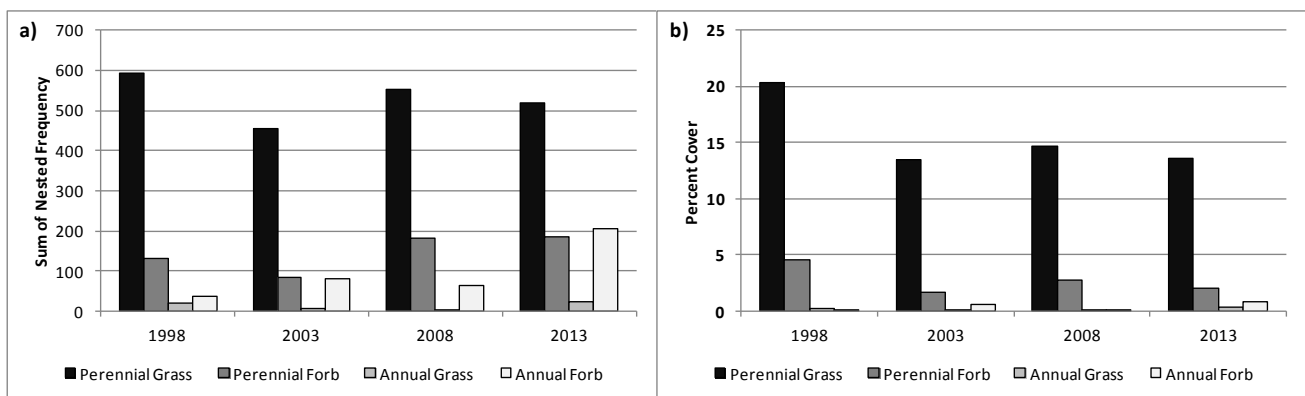 a)
Sum of Nested Frequency
700
600
500
400
300
200
100
0
1998 2003 2008 2013
Perennial Grass Perennial Forb Annual Grass Annual Forb
b)
Percent Cover
25
20
15
10
5
0
1998 2003 2008 2013
Perennial Grass Perennial Forb Annual Grass Annual Forb